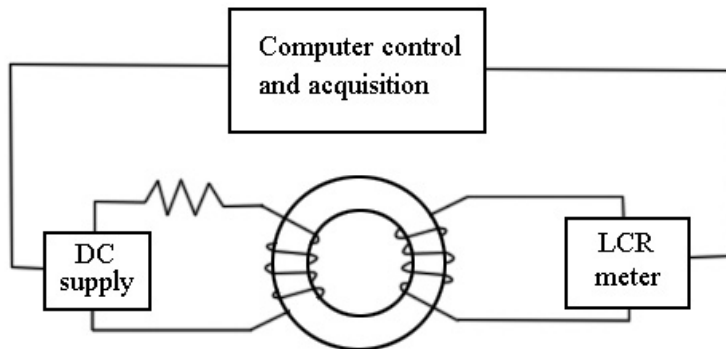 Computer control
and acquisition
DC
supply
LCR
meter